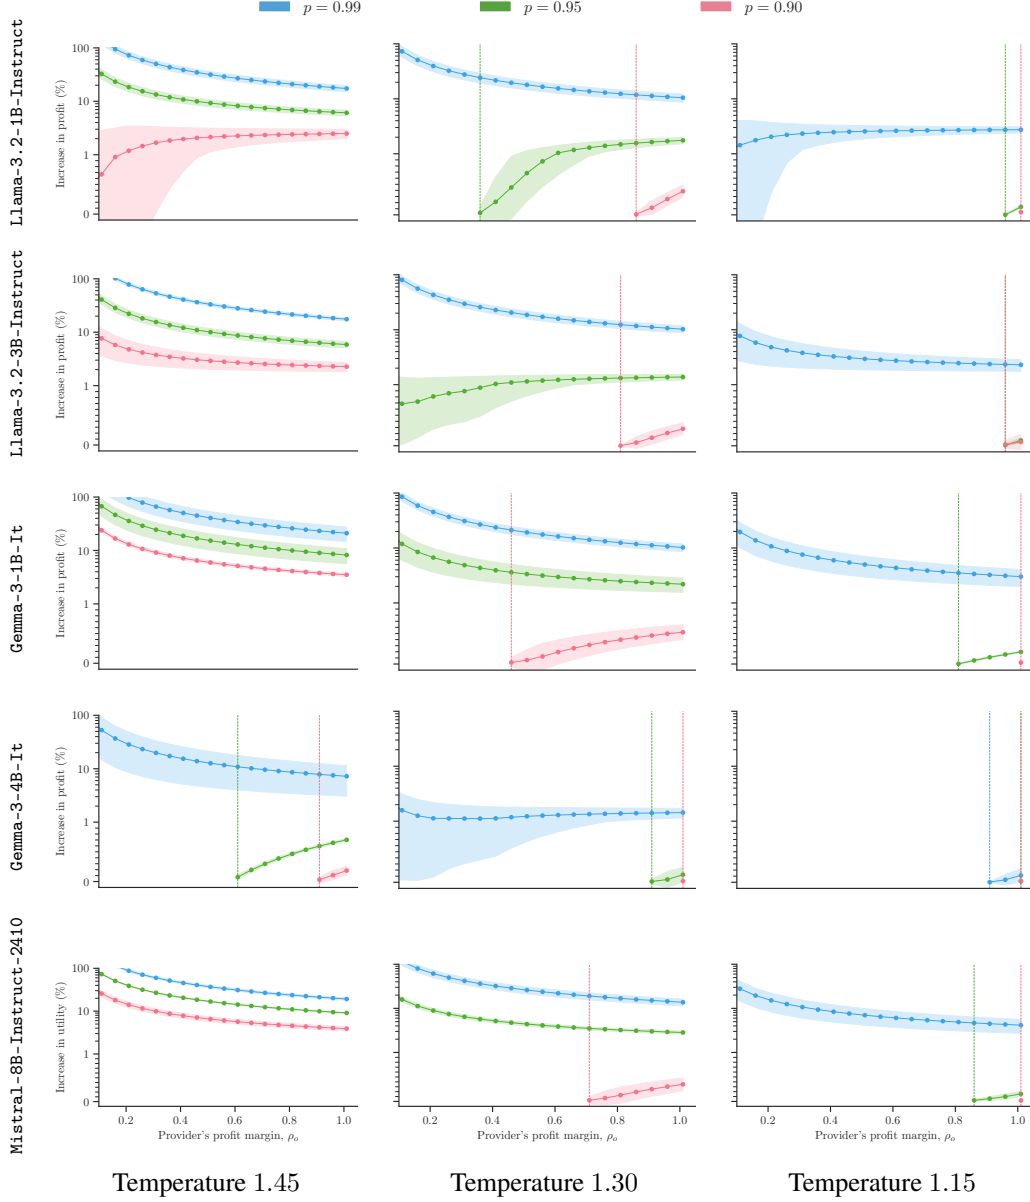 p = 0.99 p = 0.95 p = 0.90
Llama-3.2-1B-Instruct
Increase in profit (%)
100
10
1
0
Llama-3.2-3B-Instruct
Increase in profit (%)
100
10
1
0
Gemma-3-1B-It
Increase in profit (%)
100
10
1
0
Gemma-3-4B-It
Increase in profit (%)
100
10
1
0
Mistral-8B-Instruct-2410
Increase in utility (%)
100
10
1
0.2 0.4 0.6 0.8 1.0
Provider's profit margin, ρₒ
0.2 0.4 0.6 0.8 1.0
Provider's profit margin, ρₒ
0.2 0.4 0.6 0.8 1.0
Provider's profit margin, ρₒ
Temperature 1.45 Temperature 1.30 Temperature 1.15